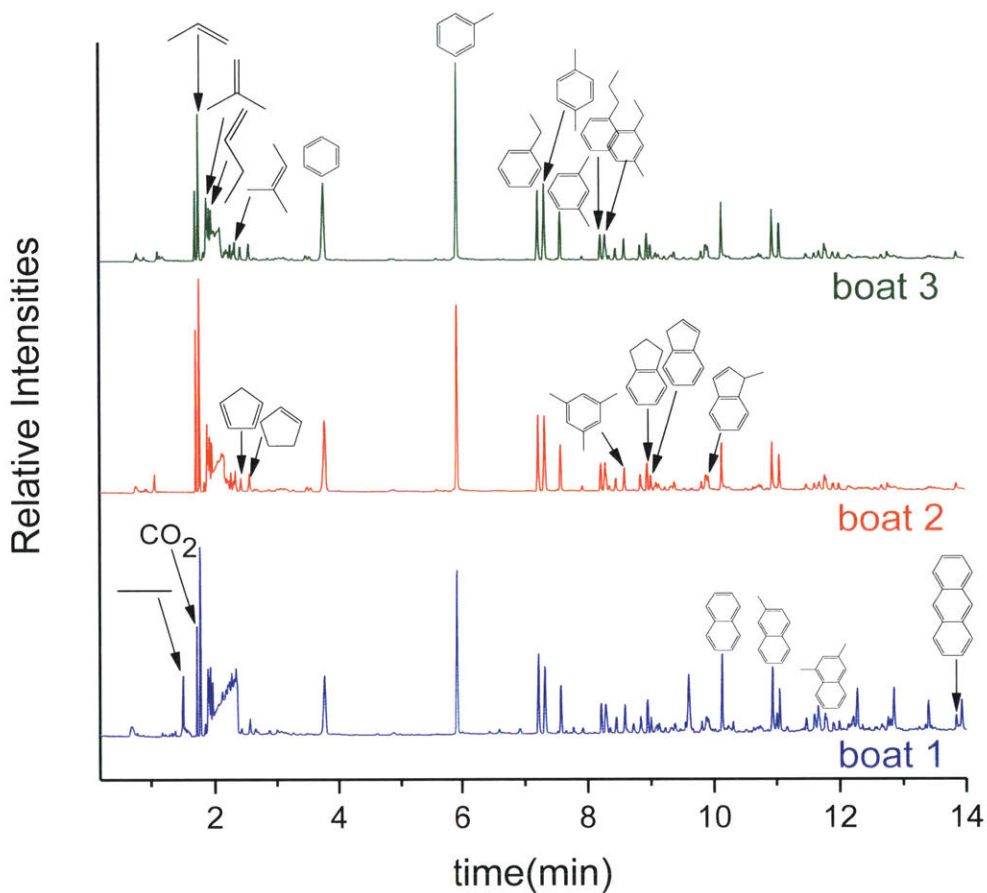 Relative Intensities
boat 3
boat 2
CO2
boat 1
2 4 6 8 10 12 14
time(min)